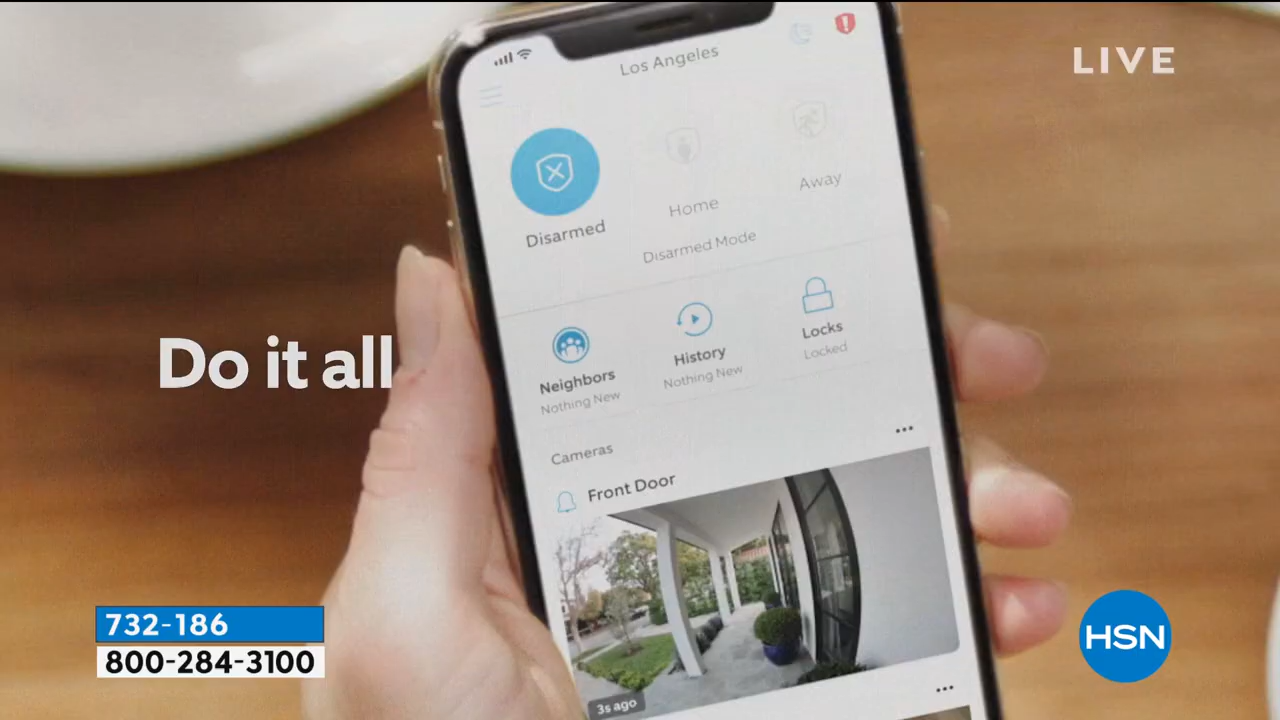 LIVE
Los Angeles
Disarmed
Home
Away
Disarmed Mode
Neighbors
Nothing New
History
Nothing New
Locks
Locked
Do it all
Cameras
Front Door
3s ago
732-186
800-284-3100
HSN